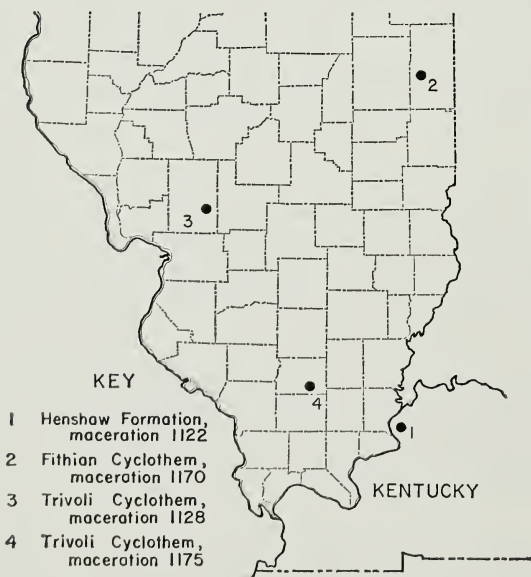 2
3
KEY
4
1
1 Henshaw Formation,
maceration 1122
2 Fithian Cyclothem,
maceration 1170
3 Trivoli Cyclothem,
maceration 1128
4 Trivoli Cyclothem,
maceration 1175
KENTUCKY